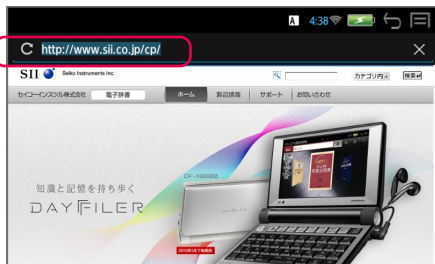 A 4:38
http://www.sii.co.jp/cp/
SII Seiko Instruments Inc
カテゴリ内 検索
セイコーインスツル株式会社 電子辞書 ホーム 製品情報 サポート お問い合わせ
DF-X9000
知識と記憶を持ち歩く
DAYFILER